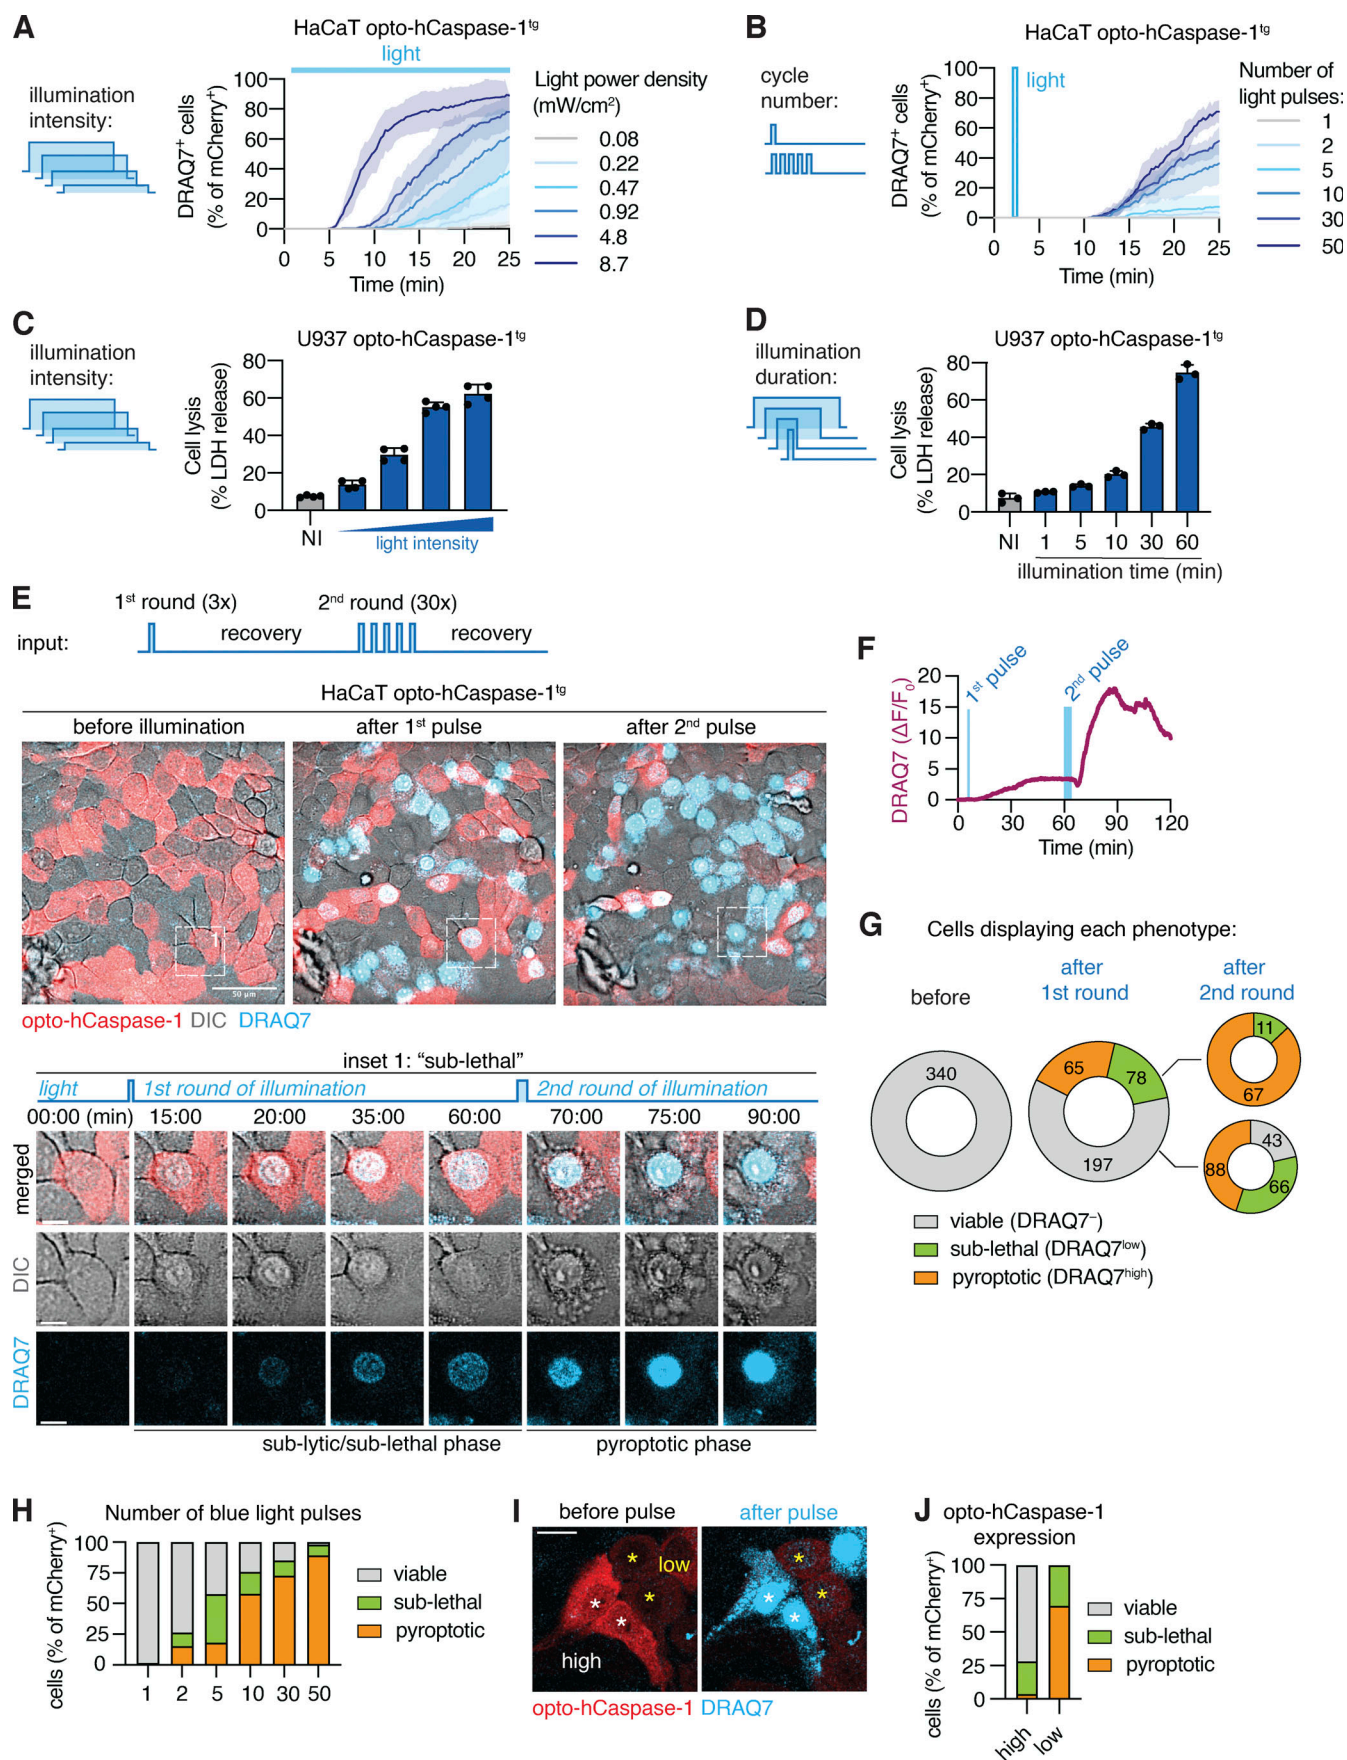 A
HaCaT opto-hCaspase-1tg
light
illumination
intensity:
DRAQ7+ cells
(% of mCherry+)
100
80
60
40
20
0
0 5 10 15 20 25
Time (min)
Light power density
(mW/cm2)
0.08
0.22
0.47
0.92
4.8
8.7
B
HaCaT opto-hCaspase-1tg
cycle
number:
light
DRAQ7+ cells
(% of mCherry+)
100
80
60
40
20
0
0 5 10 15 20 25
Time (min)
Number of
light pulses:
1
2
5
10
30
50
C
U937 opto-hCaspase-1tg
illumination
intensity:
Cell lysis
(% LDH release)
80
60
40
20
0
NI
light intensity
D
U937 opto-hCaspase-1tg
illumination
duration:
Cell lysis
(% LDH release)
80
60
40
20
0
NI 1 5 10 30 60
illumination time (min)
E
1st round (3x) 2nd round (30x)
input: recovery recovery
HaCaT opto-hCaspase-1tg
before illumination after 1st pulse after 2nd pulse
1
50 μm
opto-hCaspase-1 DIC DRAQ7
inset 1: “sub-lethal”
light 1st round of illumination 2nd round of illumination
00:00 (min) 15:00 20:00 35:00 60:00 70:00 75:00 90:00
merged
DIC
DRAQ7
sub-lytic/sub-lethal phase pyroptotic phase
F
1st pulse
2nd pulse
DRAQ7 (ΔF/F0)
20
15
10
5
0
0 30 60 90 120
Time (min)
G
Cells displaying each phenotype:
before
after
1st round
after
2nd round
340
65
78
197
11
67
43
88
66
viable (DRAQ7–)
sub-lethal (DRAQ7low)
pyroptotic (DRAQ7high)
H
Number of blue light pulses
cells (% of mCherry+)
100
75
50
25
0
1 2 5 10 30 50
viable
sub-lethal
pyroptotic
I
before pulse after pulse
* low
*
*
*
high
*
*
*
*
opto-hCaspase-1 DRAQ7
J
opto-hCaspase-1
expression
cells (% of mCherry+)
100
75
50
25
0
high low
viable
sub-lethal
pyroptotic